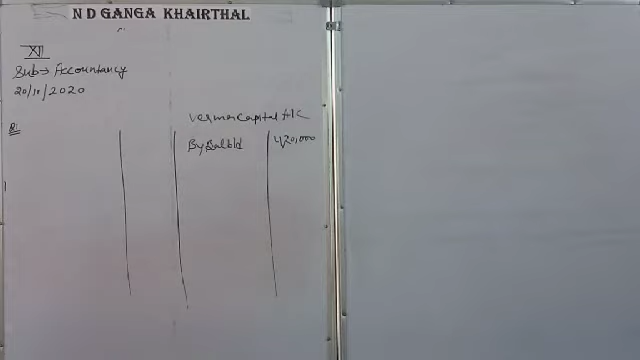 N D GANGA KHAIRTHAL
XII
Sub → Accountancy
20/10/2020
Verma Capital A/c
By Bal b/d 4,20,000